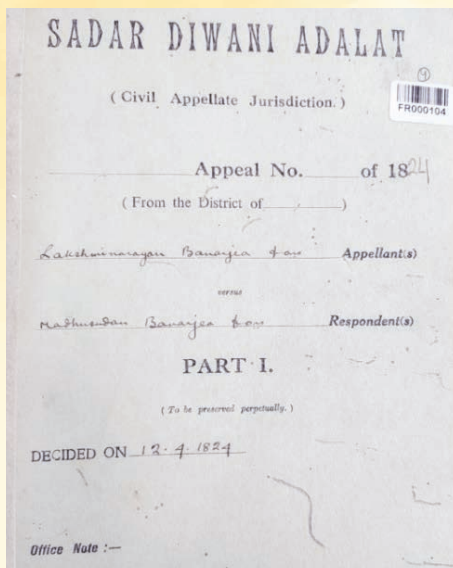 SADAR DIWANI ADALAT
(Civil Appellate Jurisdiction.)
FR000104
Appeal No. of 1824
(From the District of )
Lakshminarayan Banarjea & ors Appellant(s)
versus
Madhusudan Banarjea & ors Respondent(s)
PART I.
(To be preserved perpetually.)
DECIDED ON 12.4.1824
Office Note :—